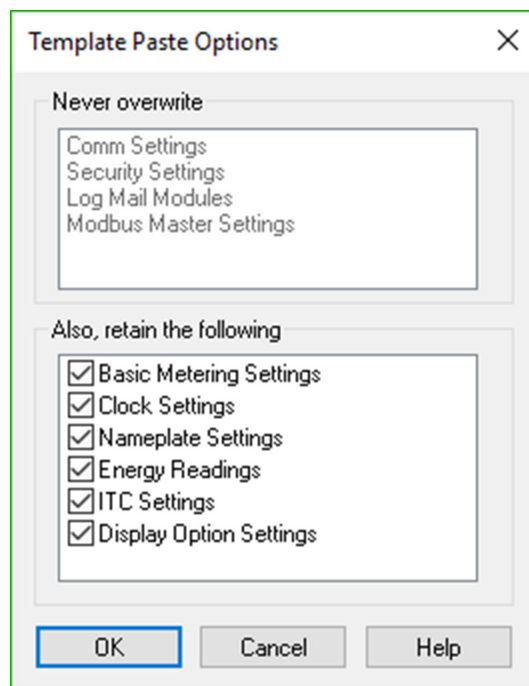 Template Paste Options
Never overwrite
Comm Settings
Security Settings
Log Mail Modules
Modbus Master Settings
Also, retain the following
Basic Metering Settings
Clock Settings
Nameplate Settings
Energy Readings
ITC Settings
Display Option Settings
OK Cancel Help